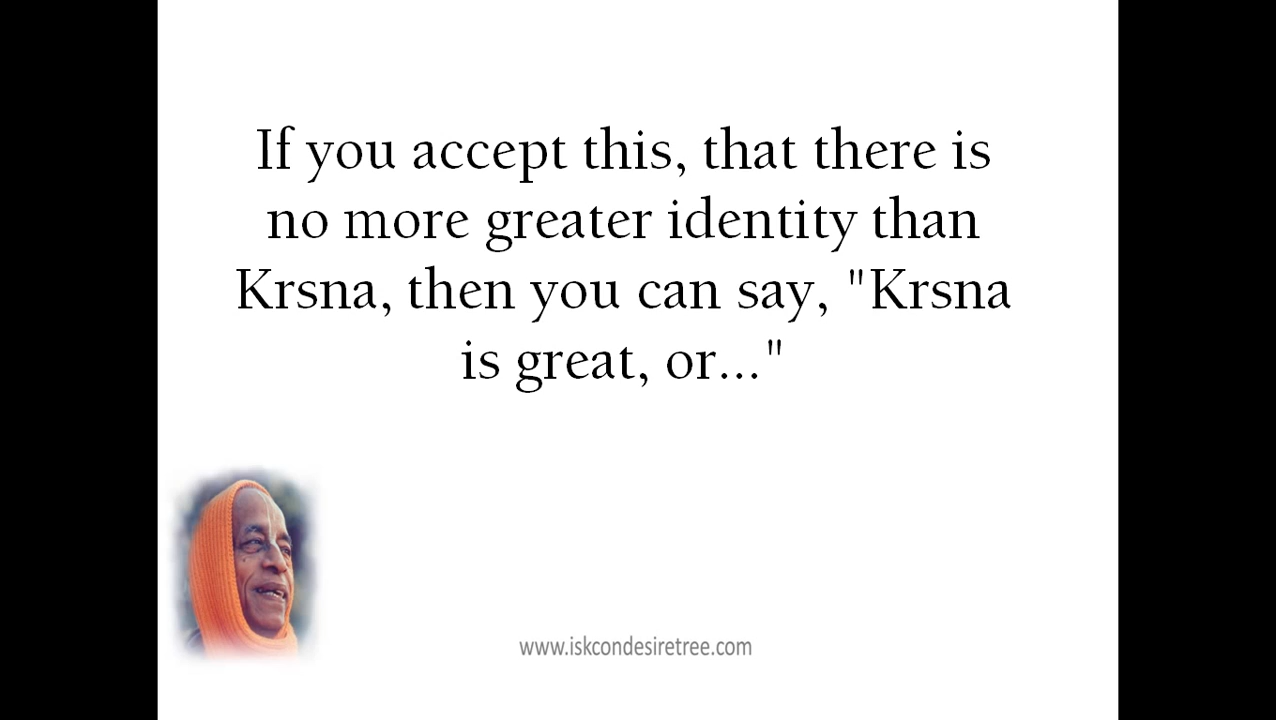 If you accept this, that there is
no more greater identity than
Krsna, then you can say, "Krsna
is great, or..."
www.iskcondesiretree.com